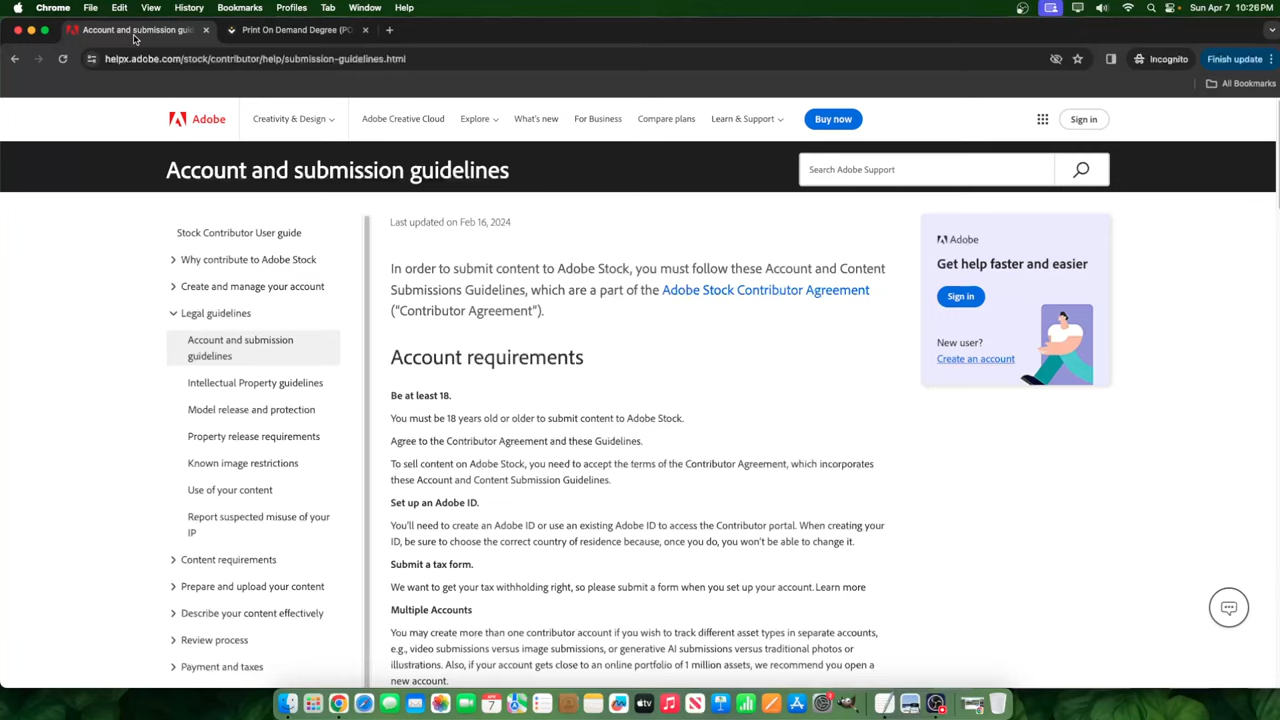 Chrome File Edit View History Bookmarks Profiles Tab Window Help Sun Apr 7 10:26 PM
Account and submission guid Print On Demand Degree (PO
helpx.adobe.com/stock/contributor/help/submission-guidelines.html Incognito Finish update
All Bookmarks
Adobe Creativity & Design Adobe Creative Cloud Explore What's new For Business Compare plans Learn & Support Buy now Sign in
Account and submission guidelines Search Adobe Support
Stock Contributor User guide
Why contribute to Adobe Stock
Create and manage your account
Legal guidelines
Account and submission
guidelines
Intellectual Property guidelines
Model release and protection
Property release requirements
Known image restrictions
Use of your content
Report suspected misuse of your
IP
Content requirements
Prepare and upload your content
Describe your content effectively
Review process
Payment and taxes
Last updated on Feb 16, 2024
In order to submit content to Adobe Stock, you must follow these Account and Content
Submissions Guidelines, which are a part of the Adobe Stock Contributor Agreement
("Contributor Agreement").
Account requirements
Be at least 18.
You must be 18 years old or older to submit content to Adobe Stock.
Agree to the Contributor Agreement and these Guidelines.
To sell content on Adobe Stock, you need to accept the terms of the Contributor Agreement, which incorporates
these Account and Content Submission Guidelines.
Set up an Adobe ID.
You'll need to create an Adobe ID or use an existing Adobe ID to access the Contributor portal. When creating your
ID, be sure to choose the correct country of residence because, once you do, you won't be able to change it.
Submit a tax form.
We want to get your tax withholding right, so please submit a form when you set up your account. Learn more
Multiple Accounts
You may create more than one contributor account if you wish to track different asset types in separate accounts,
e.g., video submissions versus image submissions, or generative AI submissions versus traditional photos or
illustrations. Also, if your account gets close to an online portfolio of 1 million assets, we recommend you open a
new account.
Adobe
Get help faster and easier
Sign in
New user?
Create an account